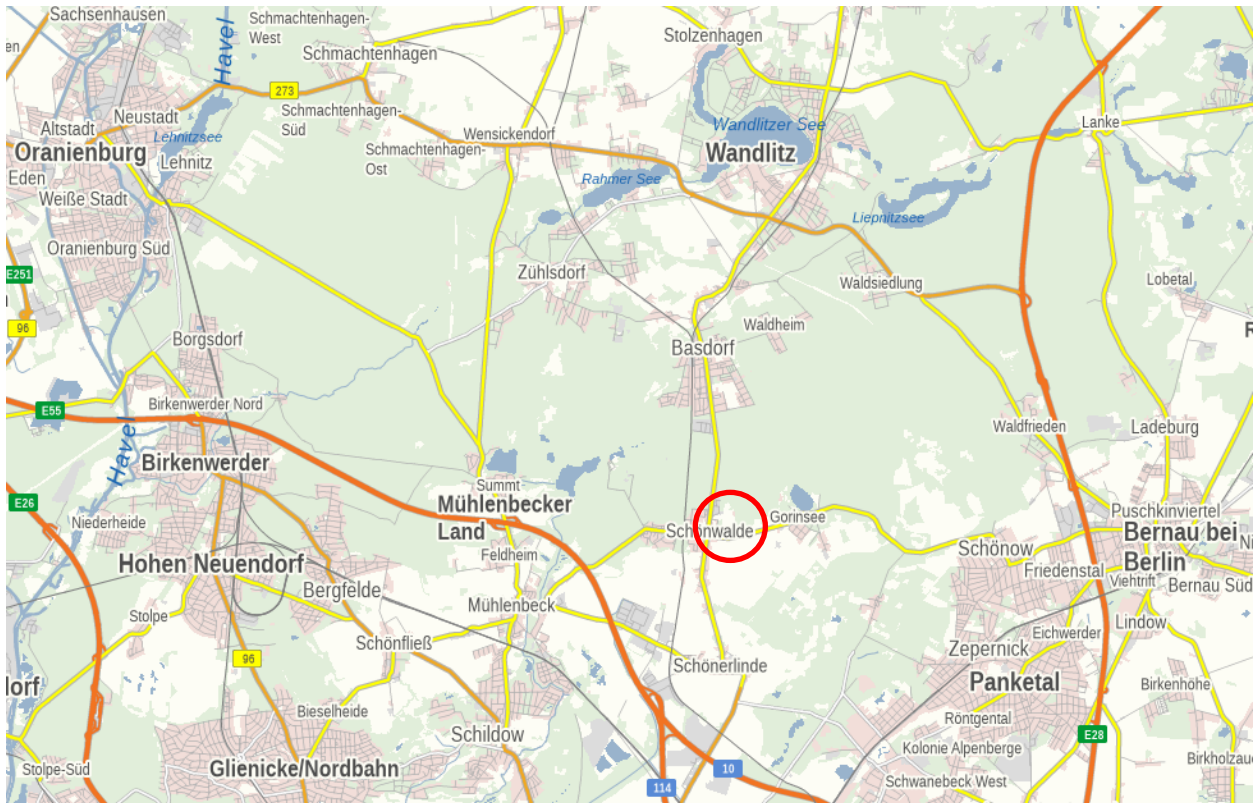 Sachsenhausen
Havel
Schmachtenhagen-
West
Schmachtenhagen
Stolzenhagen
273
Schmachtenhagen-
Süd
Neustadt
Altstadt
Lehnitzsee
Oranienburg
Lehnitz
Eden
Weiße Stadt
Schmachtenhagen-
Ost
Wensickendorf
Wandlitzer See
Wandlitz
Lanke
Rahmer See
Liepnitzsee
Oranienburg Süd
E251
96
Zühlsdorf
Waldsiedlung
Lobetal
Borgsdorf
Waldheim
Basdorf
R
E55
Birkenwerder Nord
Havel
Waldfrieden
Ladeburg
Birkenwerder
Summt
Mühlenbecker
Land
E26
Niederheide
Schönwalde
Gorinsee
Puschkinviertel
Bernau bei
Berlin
Schönow
Feldheim
Hohen Neuendorf
Friedenstal
Viehtrift
Bernau Süd
Ni
Bergfelde
Mühlenbeck
Stolpe
Lindow
Eichwerder
Schönfließ
Zepernick
96
Schönerlinde
Panketal
Birkenhöhe
dorf
Bieselheide
Röntgental
Schildow
E28
Kolonie Alpenberge
Stolpe-Süd
Glienicke/Nordbahn
10
Birkholzaue
114
Schwanebeck West